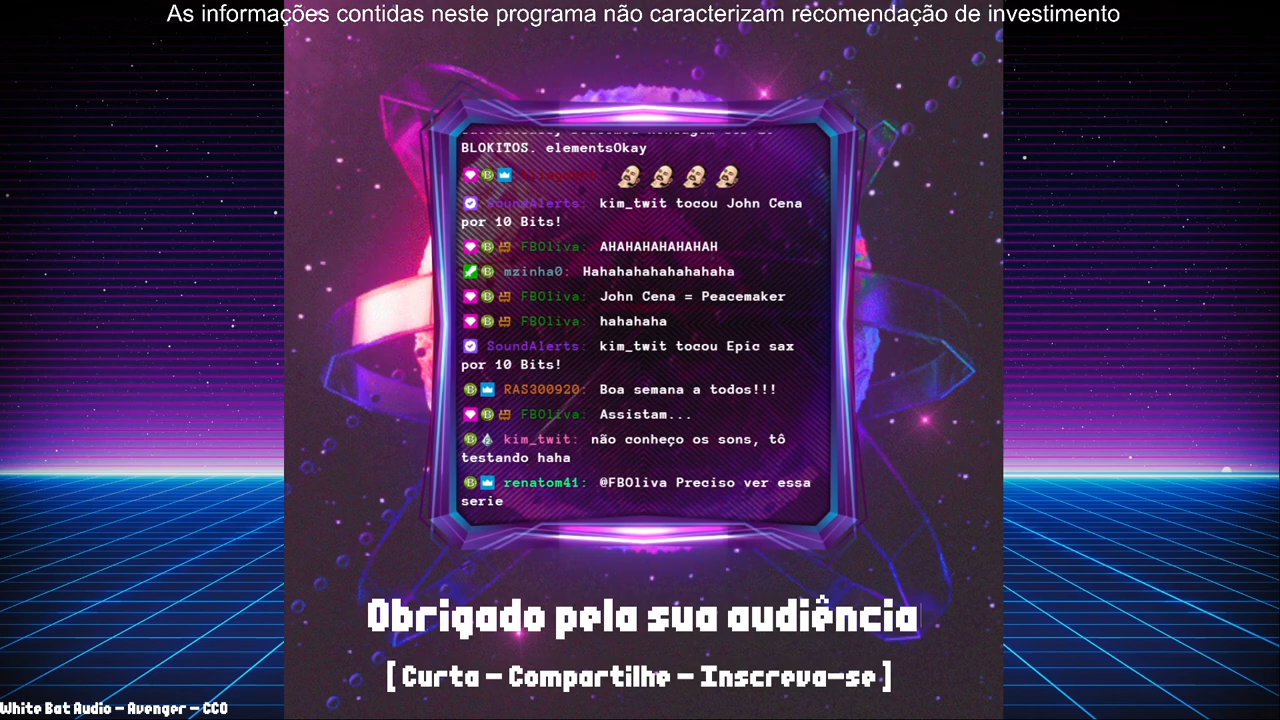 As informações contidas neste programa não caracterizam recomendação de investimento
BLOKITOS. elementsOkay
SoundAlerts: kim_twit tocou John Cena
por 10 Bits!
FBOliva: AHAHAHAHAHAHAH
mzinha0: Hahahahahahahahaha
FBOliva: John Cena = Peacemaker
FBOliva: hahahaha
SoundAlerts: kim_twit tocou Epic sax
por 10 Bits!
RAS300920: Boa semana a todos!!!
FBOliva: Assistam...
kim_twit: não conheço os sons, tô
testando haha
renatom41: @FBOliva Preciso ver essa
serie
Obrigado pela sua audiência
[ Curta - Compartilhe - Inscreva-se ]
White Bat Audio - Avenger - CC0